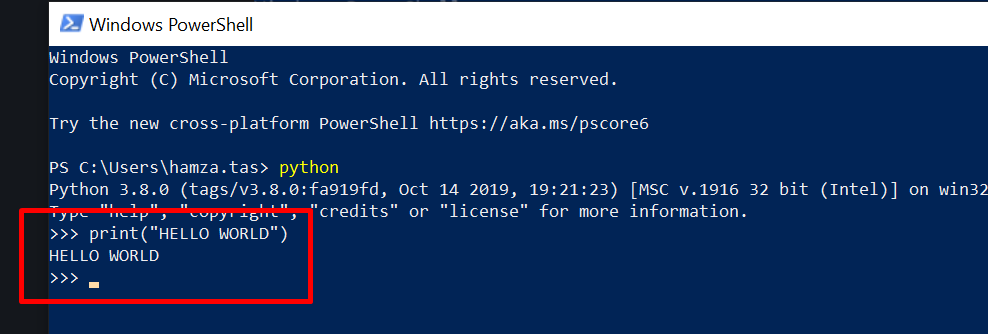 Windows PowerShell
Windows PowerShell
Copyright (C) Microsoft Corporation. All rights reserved.
Try the new cross-platform PowerShell https://aka.ms/pscore6
PS C:\Users\hamza.tas> python
Python 3.8.0 (tags/v3.8.0:fa919fd, Oct 14 2019, 19:21:23) [MSC v.1916 32 bit (Intel)] on win32
Type "help", "copyright", "credits" or "license" for more information.
>>> print("HELLO WORLD")
HELLO WORLD
>>>